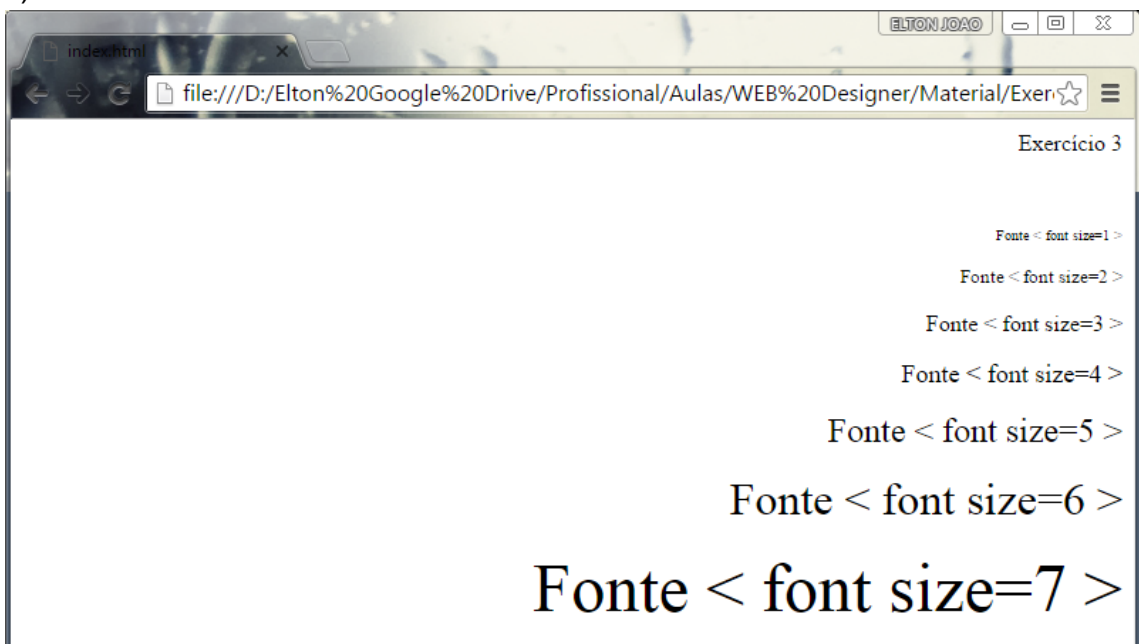 ELTON JOAO
index.html
file:///D:/Elton%20Google%20Drive/Profissional/Aulas/WEB%20Designer/Material/Exer
Exercício 3
Fonte < font size=1 >
Fonte < font size=2 >
Fonte < font size=3 >
Fonte < font size=4 >
Fonte < font size=5 >
Fonte < font size=6 >
Fonte < font size=7 >